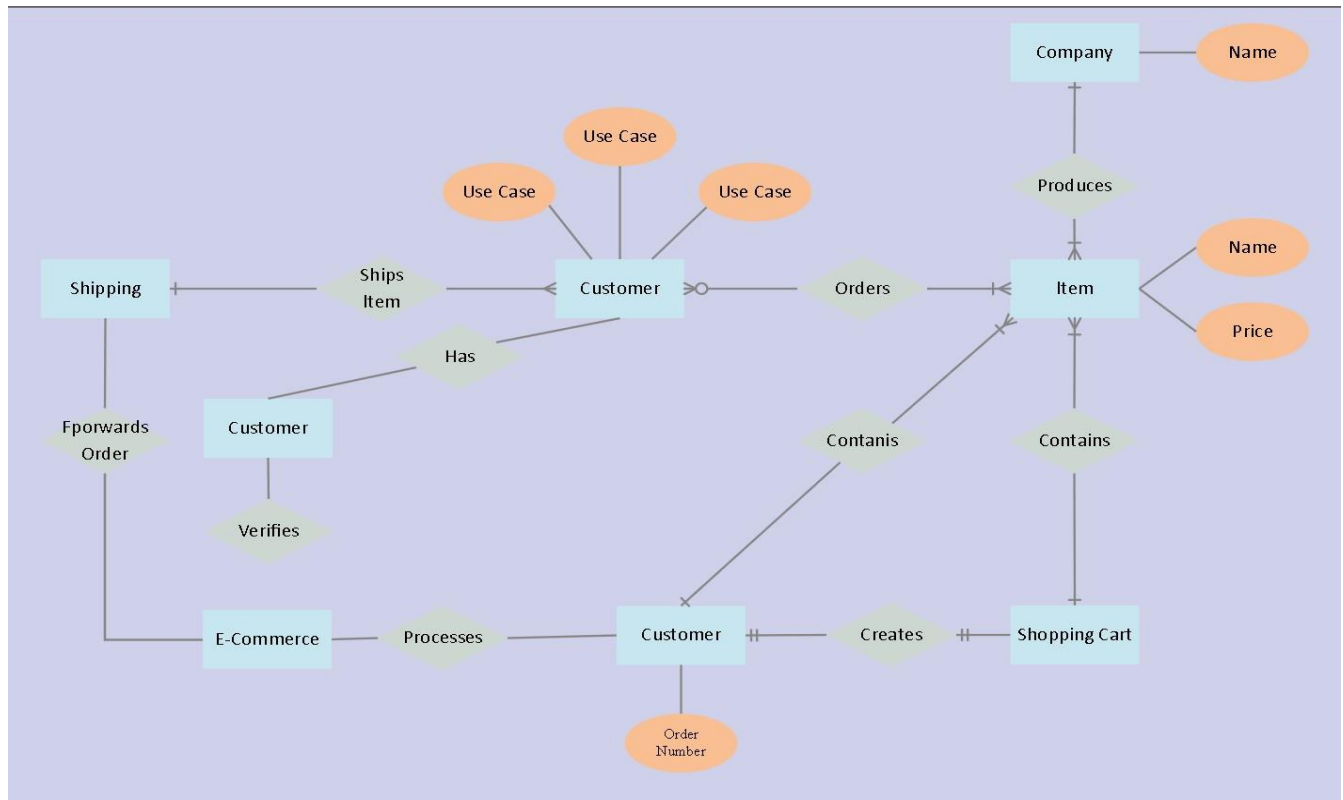 Company
Name
Use Case
Use Case
Use Case
Produces
Name
Shipping
Ships
Item
Customer
Orders
Item
Price
Has
Customer
Fporwards
Order
Contanis
Contains
Verifies
E-Commerce
Processes
Customer
Creates
Shopping Cart
Order
Number